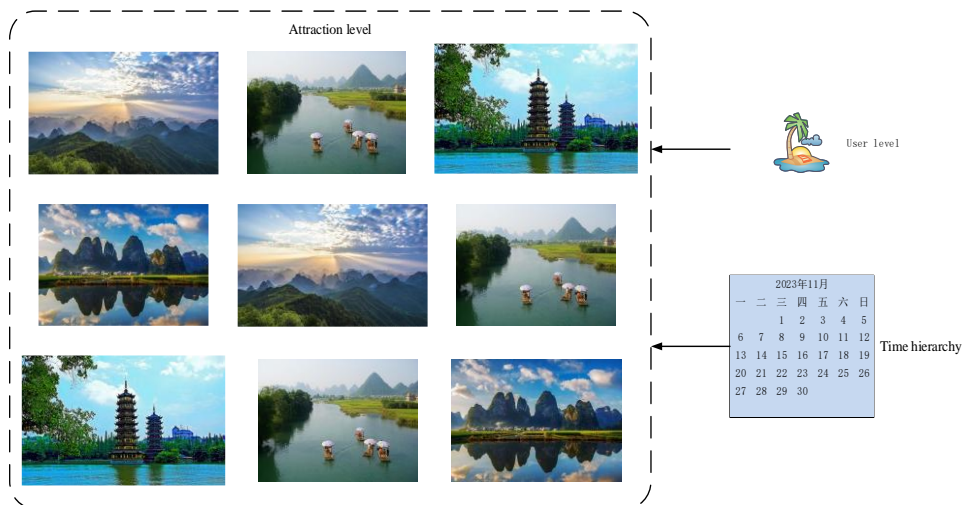 Attraction level
User level
2023年11月
一 二 三 四 五 六 日
1 2 3 4 5
6 7 8 9 10 11 12
13 14 15 16 17 18 19
20 21 22 23 24 25 26
27 28 29 30
Time hierarchy